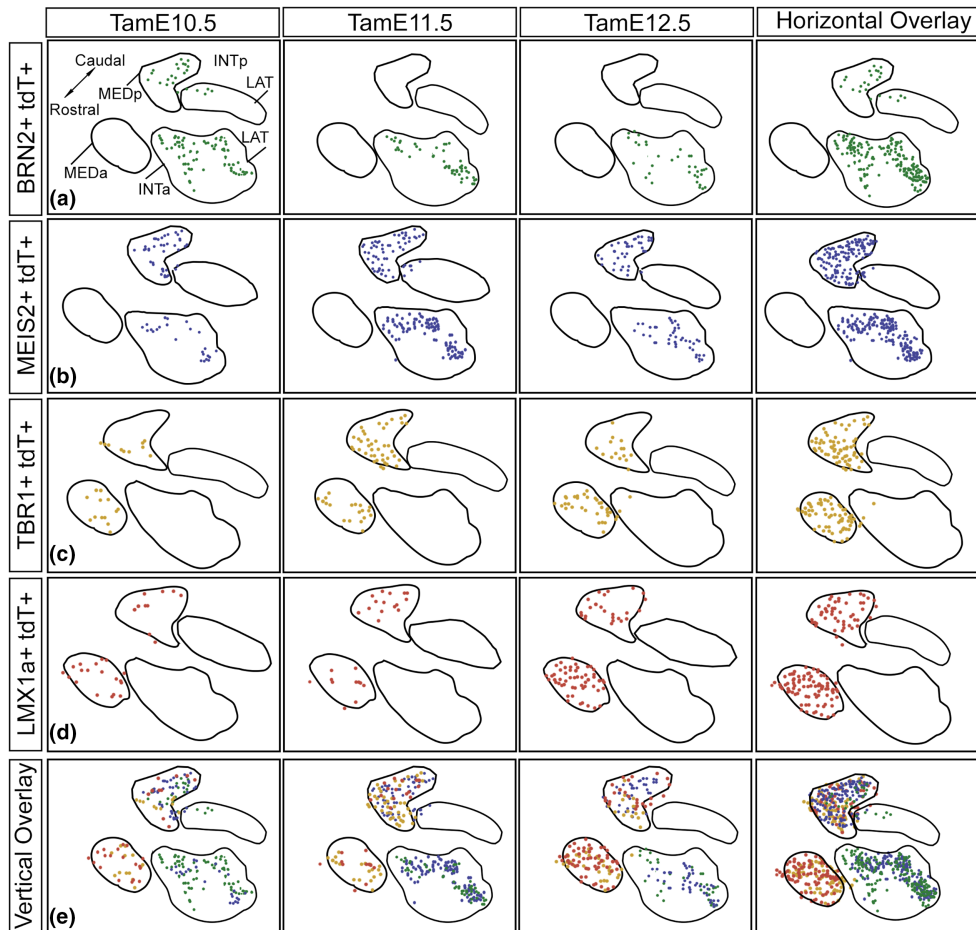 TamE10.5
TamE11.5
TamE12.5
Horizontal Overlay
BRN2+ tdT+
Caudal
Rostral
MEDp
INTp
LAT
LAT
MEDa
INTa
(a)
MEIS2+ tdT+
(b)
TBR1+ tdT+
(c)
LMX1a+ tdT+
(d)
Vertical Overlay
(e)